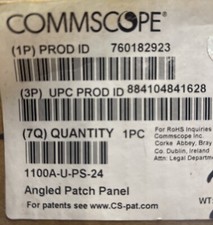 COMMSCOPE®
(1P) PROD ID 760182923
(3P) UPC PROD ID 884104841628
(7Q) QUANTITY 1PC
For RoHS Inquiries
Commscope Inc.
Corke Abbey, Bray
Co. Dublin, Ireland
Attn: Legal Department
1100A-U-PS-24
Angled Patch Panel
For patents see www.CS-pat.com